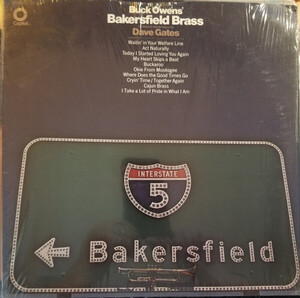 Capitol
Buck Owens'
Bakersfield Brass
Dave Gates
Waitin' in Your Welfare Line
Act Naturally
Today I Started Loving You Again
My Heart Skips a Beat
Buckaroo
Okie From Muskogee
Where Does the Good Times Go
Cryin' Time / Together Again
Cajun Brass
I Take a Lot of Pride in What I Am
INTERSTATE
5
Bakersfield